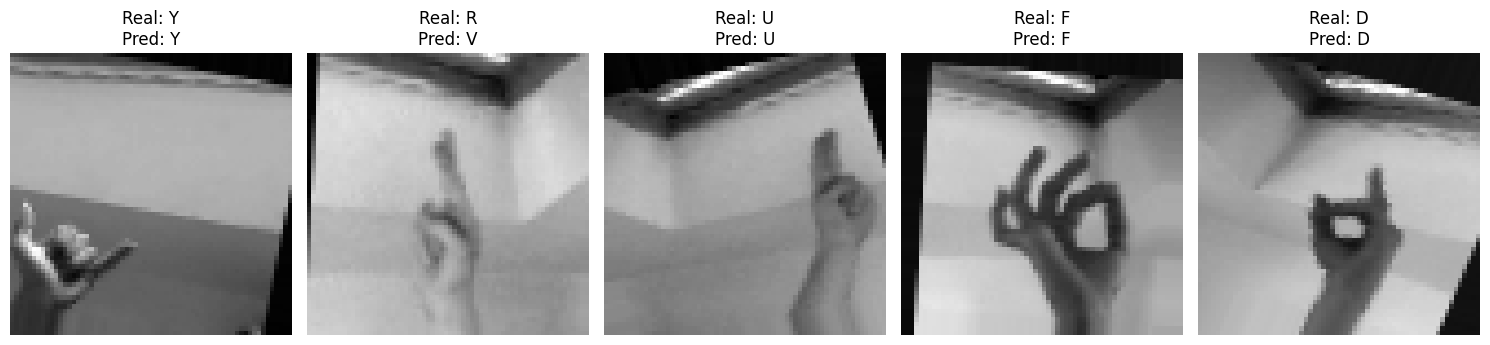 Real: Y
Pred: Y
Real: R
Pred: V
Real: U
Pred: U
Real: F
Pred: F
Real: D
Pred: D